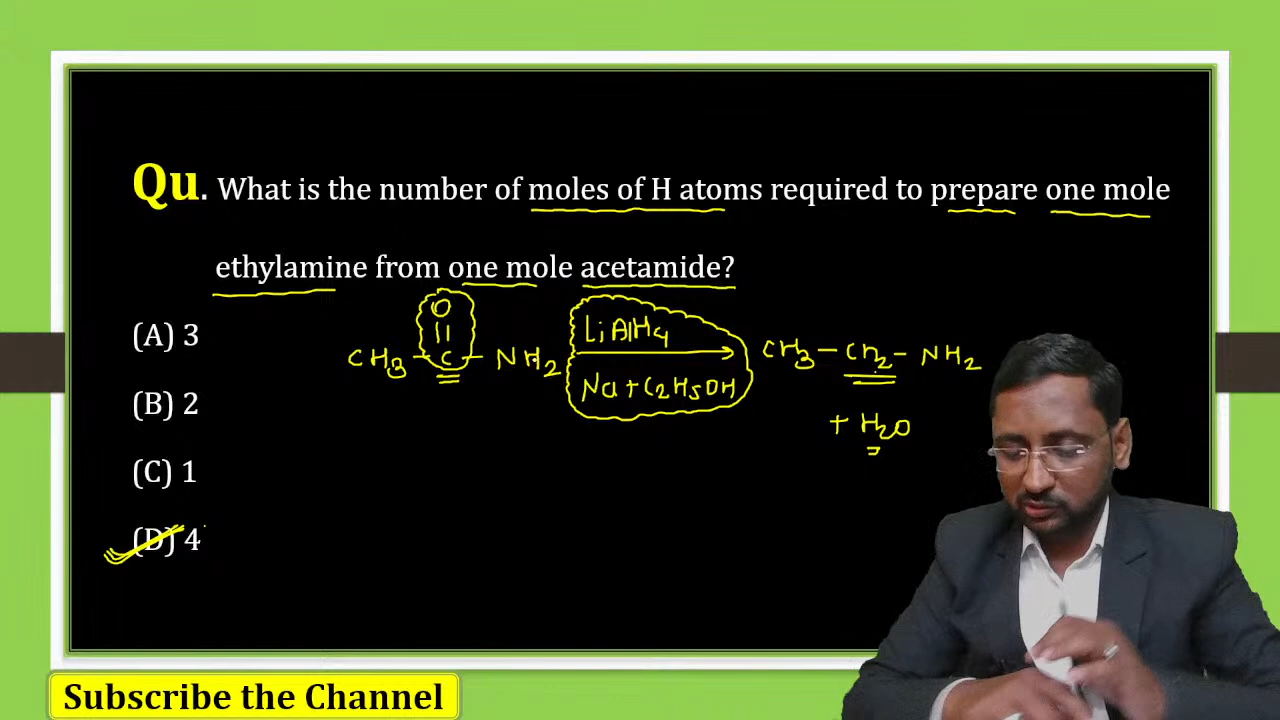 Qu. What is the number of moles of H atoms required to prepare one mole
ethylamine from one mole acetamide?
(A) 3
(B) 2
(C) 1
(D) 4
O
CH3 - C - NH2
LiAlH4
Na + C2H5OH
CH3 - CH2 - NH2
+ H2O
Subscribe the Channel